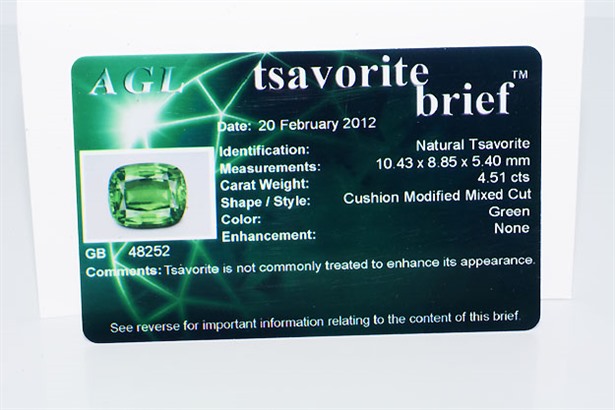 AGL tsavorite brief™
Date: 20 February 2012
Identification: Natural Tsavorite
Measurements: 10.43 x 8.85 x 5.40 mm
Carat Weight: 4.51 cts
Shape / Style: Cushion Modified Mixed Cut
Color: Green
Enhancement: None
GB 48252
Comments: Tsavorite is not commonly treated to enhance its appearance.
See reverse for important information relating to the content of this brief.